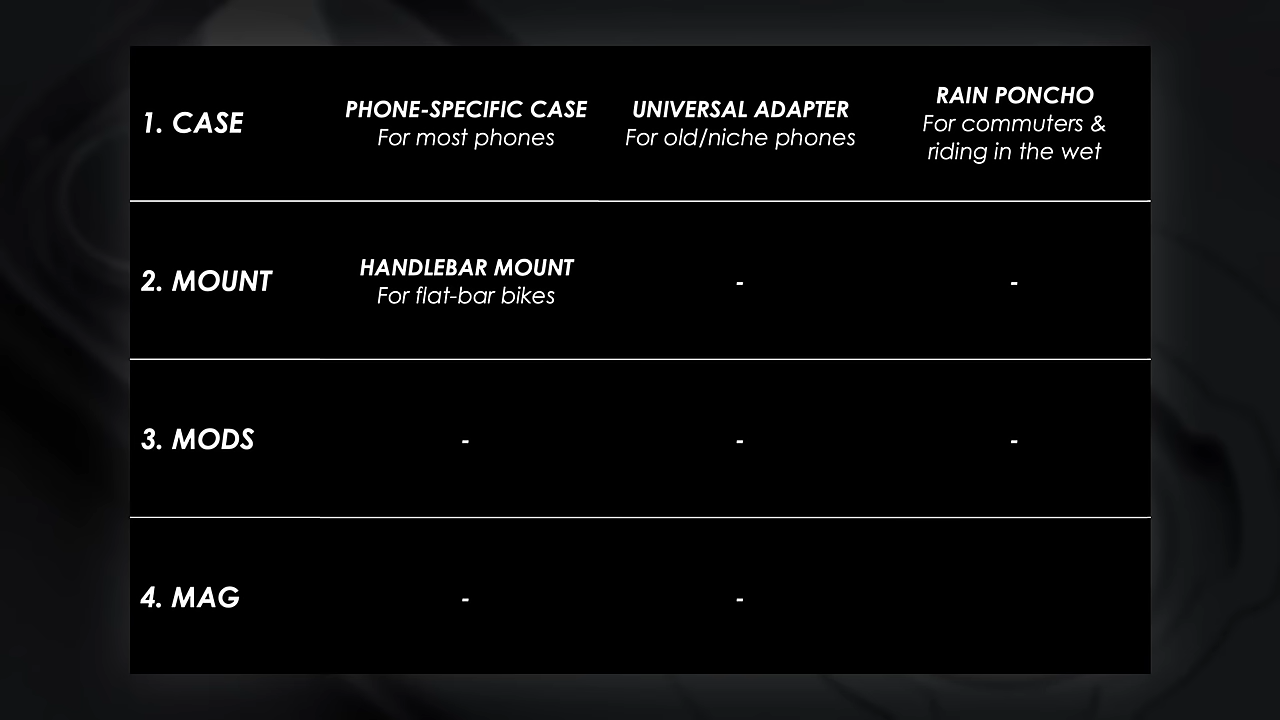 1. CASE
PHONE-SPECIFIC CASE
For most phones
UNIVERSAL ADAPTER
For old/niche phones
RAIN PONCHO
For commuters &
riding in the wet
2. MOUNT
HANDLEBAR MOUNT
For flat-bar bikes
-
-
3. MODS
-
-
-
4. MAG
-
-